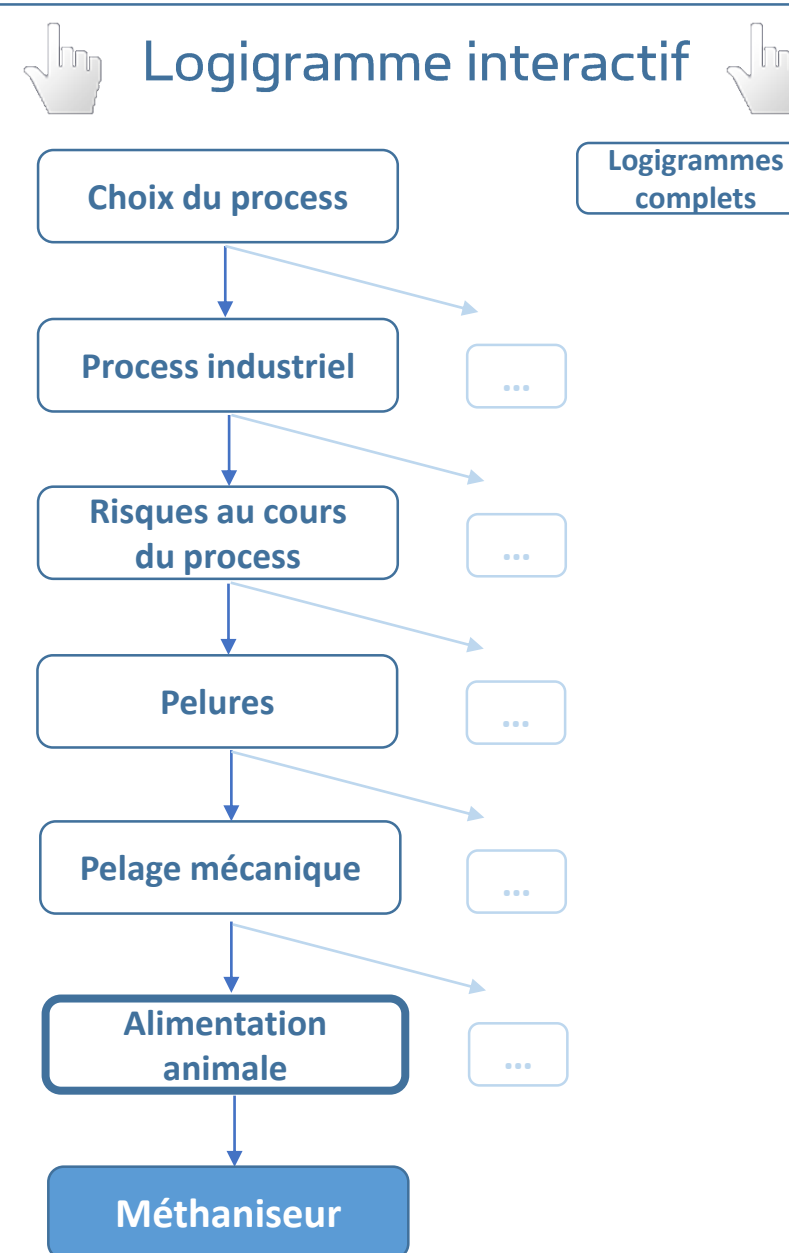 Logigramme interactif
Choix du process
Logigrammes
complets
Process industriel
...
Risques au cours
du process
...
Pelures
...
Pelage mécanique
...
Alimentation
animale
...
Méthaniseur